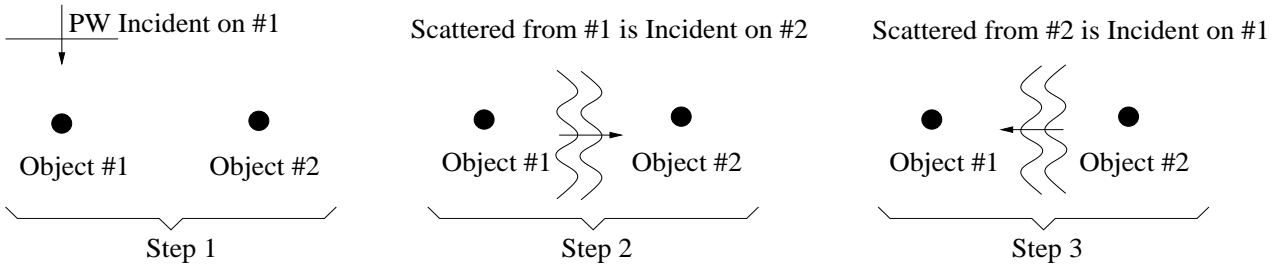 PW Incident on #1
Object #1
Object #2
Step 1
Scattered from #1 is Incident on #2
Object #1
Object #2
Step 2
Scattered from #2 is Incident on #1
Object #1
Object #2
Step 3